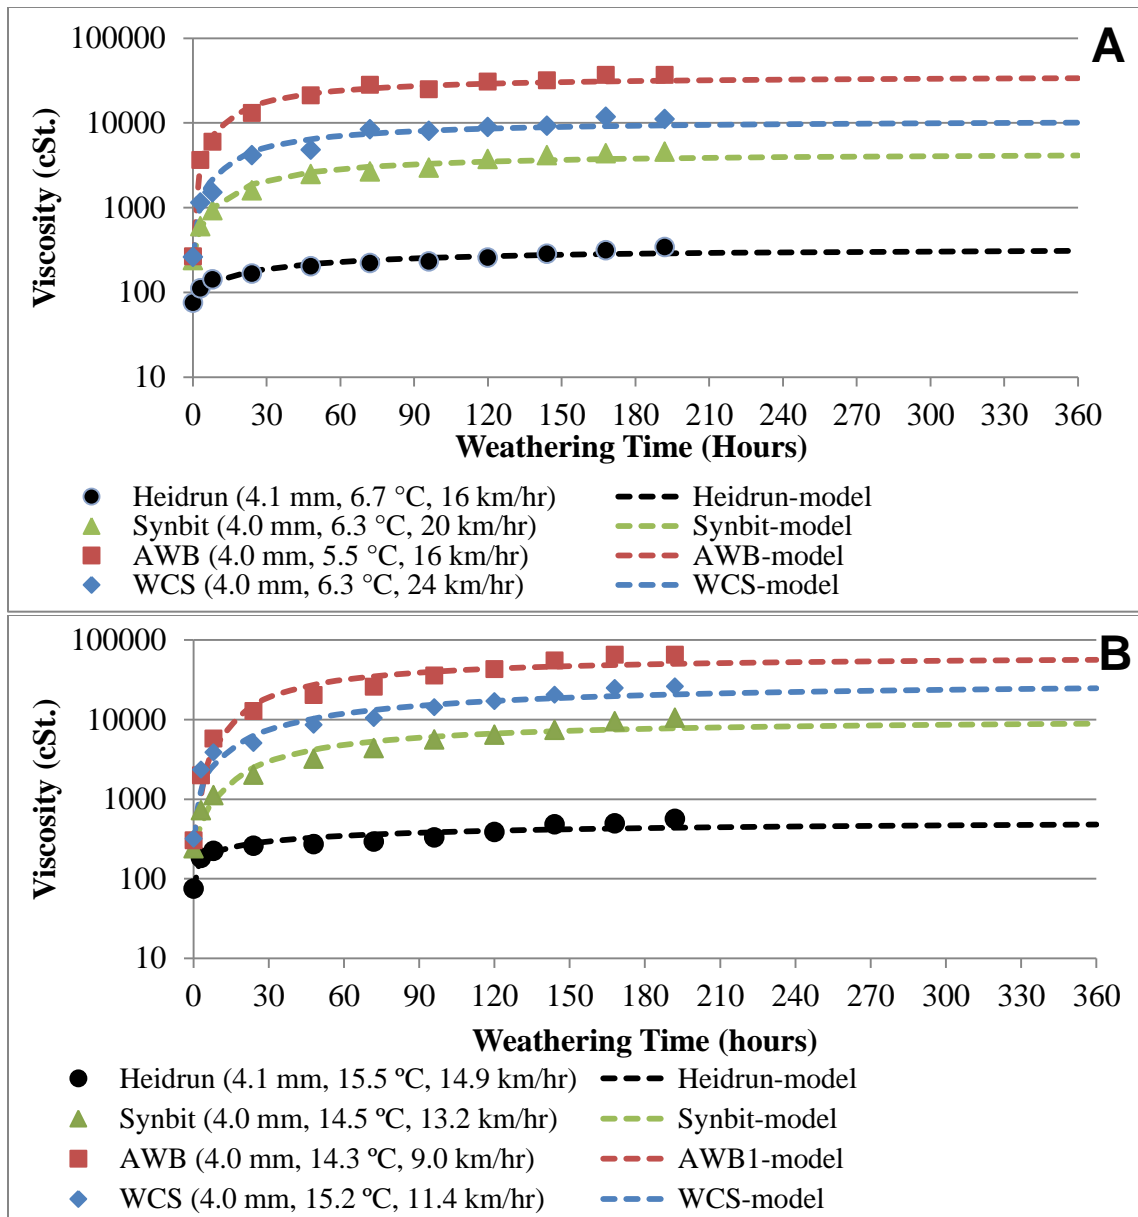 A
100000
10000
1000
100
10
Viscosity (cSt.)
0 30 60 90 120 150 180 210 240 270 300 330 360
Weathering Time (Hours)
Heidrun (4.1 mm, 6.7 °C, 16 km/hr) Heidrun-model
Synbit (4.0 mm, 6.3 °C, 20 km/hr) Synbit-model
AWB (4.0 mm, 5.5 °C, 16 km/hr) AWB-model
WCS (4.0 mm, 6.3 °C, 24 km/hr) WCS-model
B
100000
10000
1000
100
10
Viscosity (cSt.)
0 30 60 90 120 150 180 210 240 270 300 330 360
Weathering Time (hours)
Heidrun (4.1 mm, 15.5 ºC, 14.9 km/hr) Heidrun-model
Synbit (4.0 mm, 14.5 ºC, 13.2 km/hr) Synbit-model
AWB (4.0 mm, 14.3 ºC, 9.0 km/hr) AWB1-model
WCS (4.0 mm, 15.2 ºC, 11.4 km/hr) WCS-model